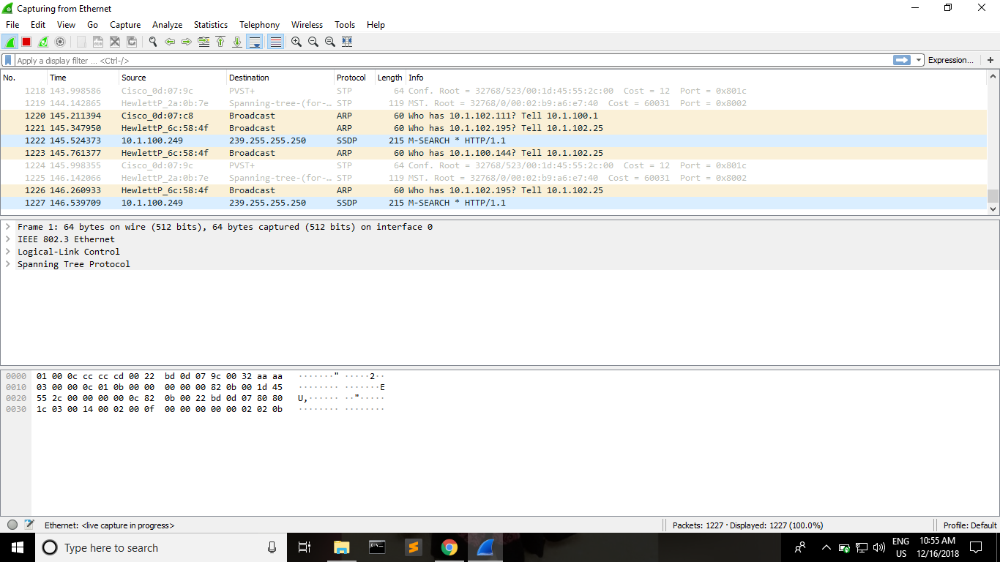 Capturing from Ethernet
File Edit View Go Capture Analyze Statistics Telephony Wireless Tools Help
Apply a display filter ... <Ctrl-/> Expression... +
No. Time Source Destination Protocol Length Info
1218 143.998586 Cisco_0d:07:9c PVST+ STP 64 Conf. Root = 32768/523/00:1d:45:55:2c:00 Cost = 12 Port = 0x801c
1219 144.142865 HewlettP_2a:0b:7e Spanning-tree-(for-… STP 119 MST. Root = 32768/0/00:02:b9:a6:e7:40 Cost = 60031 Port = 0x8002
1220 145.211394 Cisco_0d:07:c8 Broadcast ARP 60 Who has 10.1.102.111? Tell 10.1.100.1
1221 145.347950 HewlettP_6c:58:4f Broadcast ARP 60 Who has 10.1.102.195? Tell 10.1.102.25
1222 145.524373 10.1.100.249 239.255.255.250 SSDP 215 M-SEARCH * HTTP/1.1
1223 145.761377 HewlettP_6c:58:4f Broadcast ARP 60 Who has 10.1.100.144? Tell 10.1.102.25
1224 145.998355 Cisco_0d:07:9c PVST+ STP 64 Conf. Root = 32768/523/00:1d:45:55:2c:00 Cost = 12 Port = 0x801c
1225 146.142066 HewlettP_2a:0b:7e Spanning-tree-(for-… STP 119 MST. Root = 32768/0/00:02:b9:a6:e7:40 Cost = 60031 Port = 0x8002
1226 146.260933 HewlettP_6c:58:4f Broadcast ARP 60 Who has 10.1.102.195? Tell 10.1.102.25
1227 146.539709 10.1.100.249 239.255.255.250 SSDP 215 M-SEARCH * HTTP/1.1
Frame 1: 64 bytes on wire (512 bits), 64 bytes captured (512 bits) on interface 0
IEEE 802.3 Ethernet
Logical-Link Control
Spanning Tree Protocol
0000 01 00 0c cc cc cd 00 22 bd 0d 07 9c 00 32 aa aa ·······" ·····2··
0010 03 00 00 0c 01 0b 00 00 00 00 00 82 0b 00 1d 45 ········ ·······E
0020 55 2c 00 00 00 00 0c 82 0b 00 22 bd 0d 07 80 80 U,······ ··"·····
0030 1c 03 00 14 00 02 00 0f 00 00 00 00 00 02 02 0b ········ ········
Ethernet: <live capture in progress> Packets: 1227 · Displayed: 1227 (100.0%) Profile: Default
Type here to search
ENG 10:55 AM
US 12/16/2018